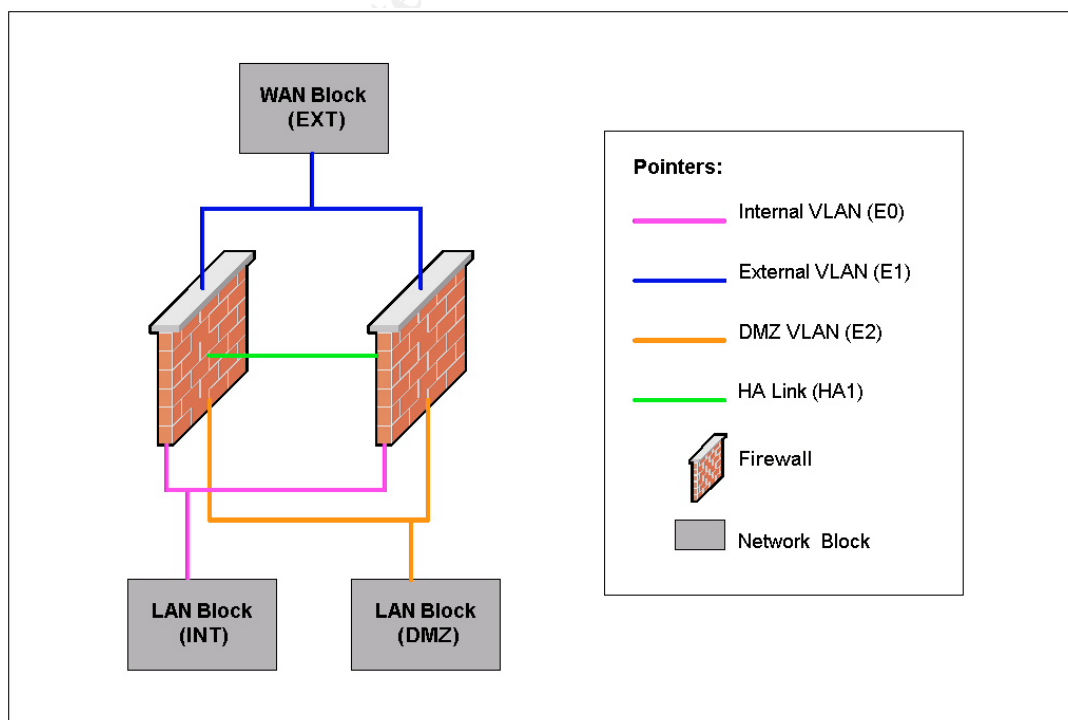 WAN Block
(EXT)
Pointers:
Internal VLAN (E0)
External VLAN (E1)
DMZ VLAN (E2)
HA Link (HA1)
Firewall
Network Block
LAN Block
(INT)
LAN Block
(DMZ)